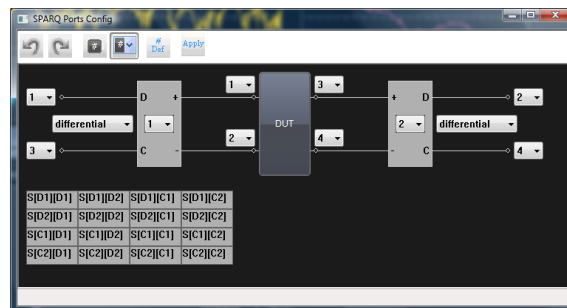 SPARQ Ports Config
# # # Def Apply
1 3
1 D + + D 2
differential 1 DUT 2 differential
2 4
3 C - - C 4
S[D1][D1] S[D1][D2] S[D1][C1] S[D1][C2]
S[D2][D1] S[D2][D2] S[D2][C1] S[D2][C2]
S[C1][D1] S[C1][D2] S[C1][C1] S[C1][C2]
S[C2][D1] S[C2][D2] S[C2][C1] S[C2][C2]